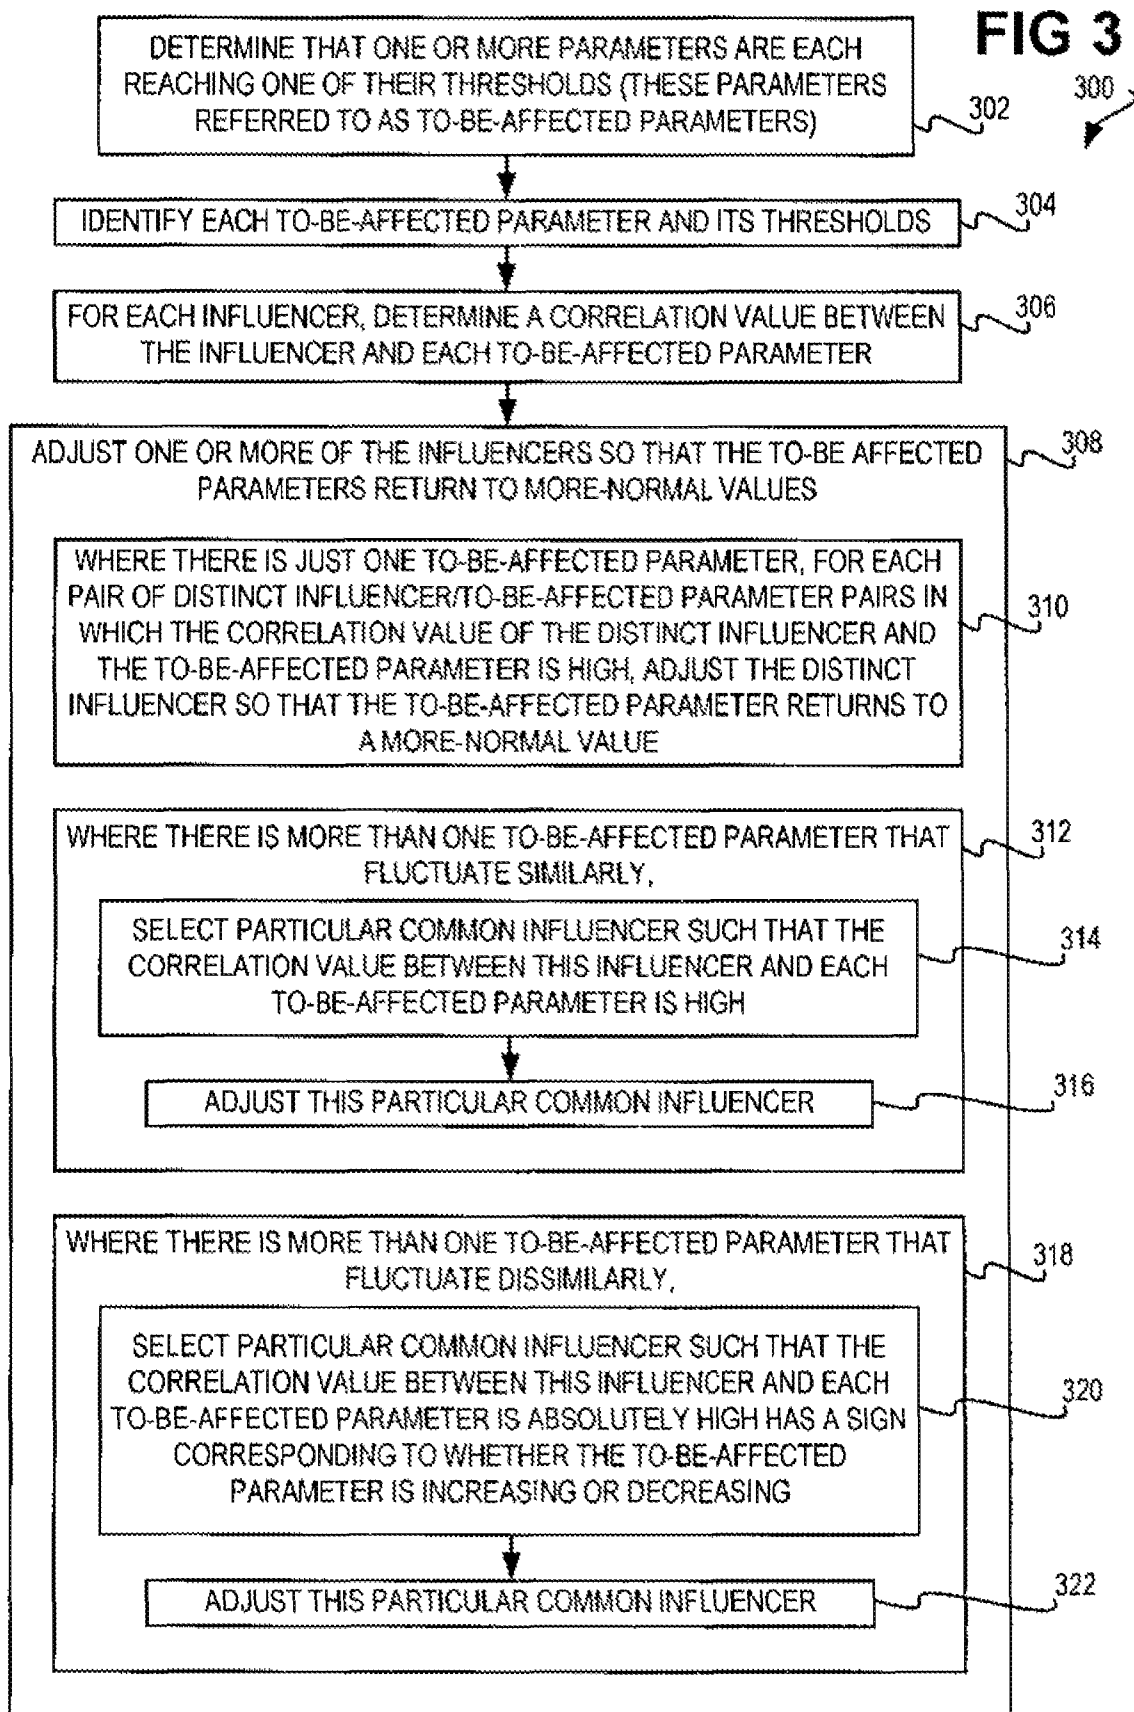 FIG 3
300
DETERMINE THAT ONE OR MORE PARAMETERS ARE EACH
REACHING ONE OF THEIR THRESHOLDS (THESE PARAMETERS
REFERRED TO AS TO-BE-AFFECTED PARAMETERS)
302
IDENTIFY EACH TO-BE-AFFECTED PARAMETER AND ITS THRESHOLDS
304
FOR EACH INFLUENCER, DETERMINE A CORRELATION VALUE BETWEEN
THE INFLUENCER AND EACH TO-BE-AFFECTED PARAMETER
306
ADJUST ONE OR MORE OF THE INFLUENCERS SO THAT THE TO-BE AFFECTED
PARAMETERS RETURN TO MORE-NORMAL VALUES
308
WHERE THERE IS JUST ONE TO-BE-AFFECTED PARAMETER, FOR EACH
PAIR OF DISTINCT INFLUENCER/TO-BE-AFFECTED PARAMETER PAIRS IN
WHICH THE CORRELATION VALUE OF THE DISTINCT INFLUENCER AND
THE TO-BE-AFFECTED PARAMETER IS HIGH, ADJUST THE DISTINCT
INFLUENCER SO THAT THE TO-BE-AFFECTED PARAMETER RETURNS TO
A MORE-NORMAL VALUE
310
WHERE THERE IS MORE THAN ONE TO-BE-AFFECTED PARAMETER THAT
FLUCTUATE SIMILARLY,
312
SELECT PARTICULAR COMMON INFLUENCER SUCH THAT THE
CORRELATION VALUE BETWEEN THIS INFLUENCER AND EACH
TO-BE-AFFECTED PARAMETER IS HIGH
314
ADJUST THIS PARTICULAR COMMON INFLUENCER
316
WHERE THERE IS MORE THAN ONE TO-BE-AFFECTED PARAMETER THAT
FLUCTUATE DISSIMILARLY,
318
SELECT PARTICULAR COMMON INFLUENCER SUCH THAT THE
CORRELATION VALUE BETWEEN THIS INFLUENCER AND EACH
TO-BE-AFFECTED PARAMETER IS ABSOLUTELY HIGH HAS A SIGN
CORRESPONDING TO WHETHER THE TO-BE-AFFECTED
PARAMETER IS INCREASING OR DECREASING
320
ADJUST THIS PARTICULAR COMMON INFLUENCER
322